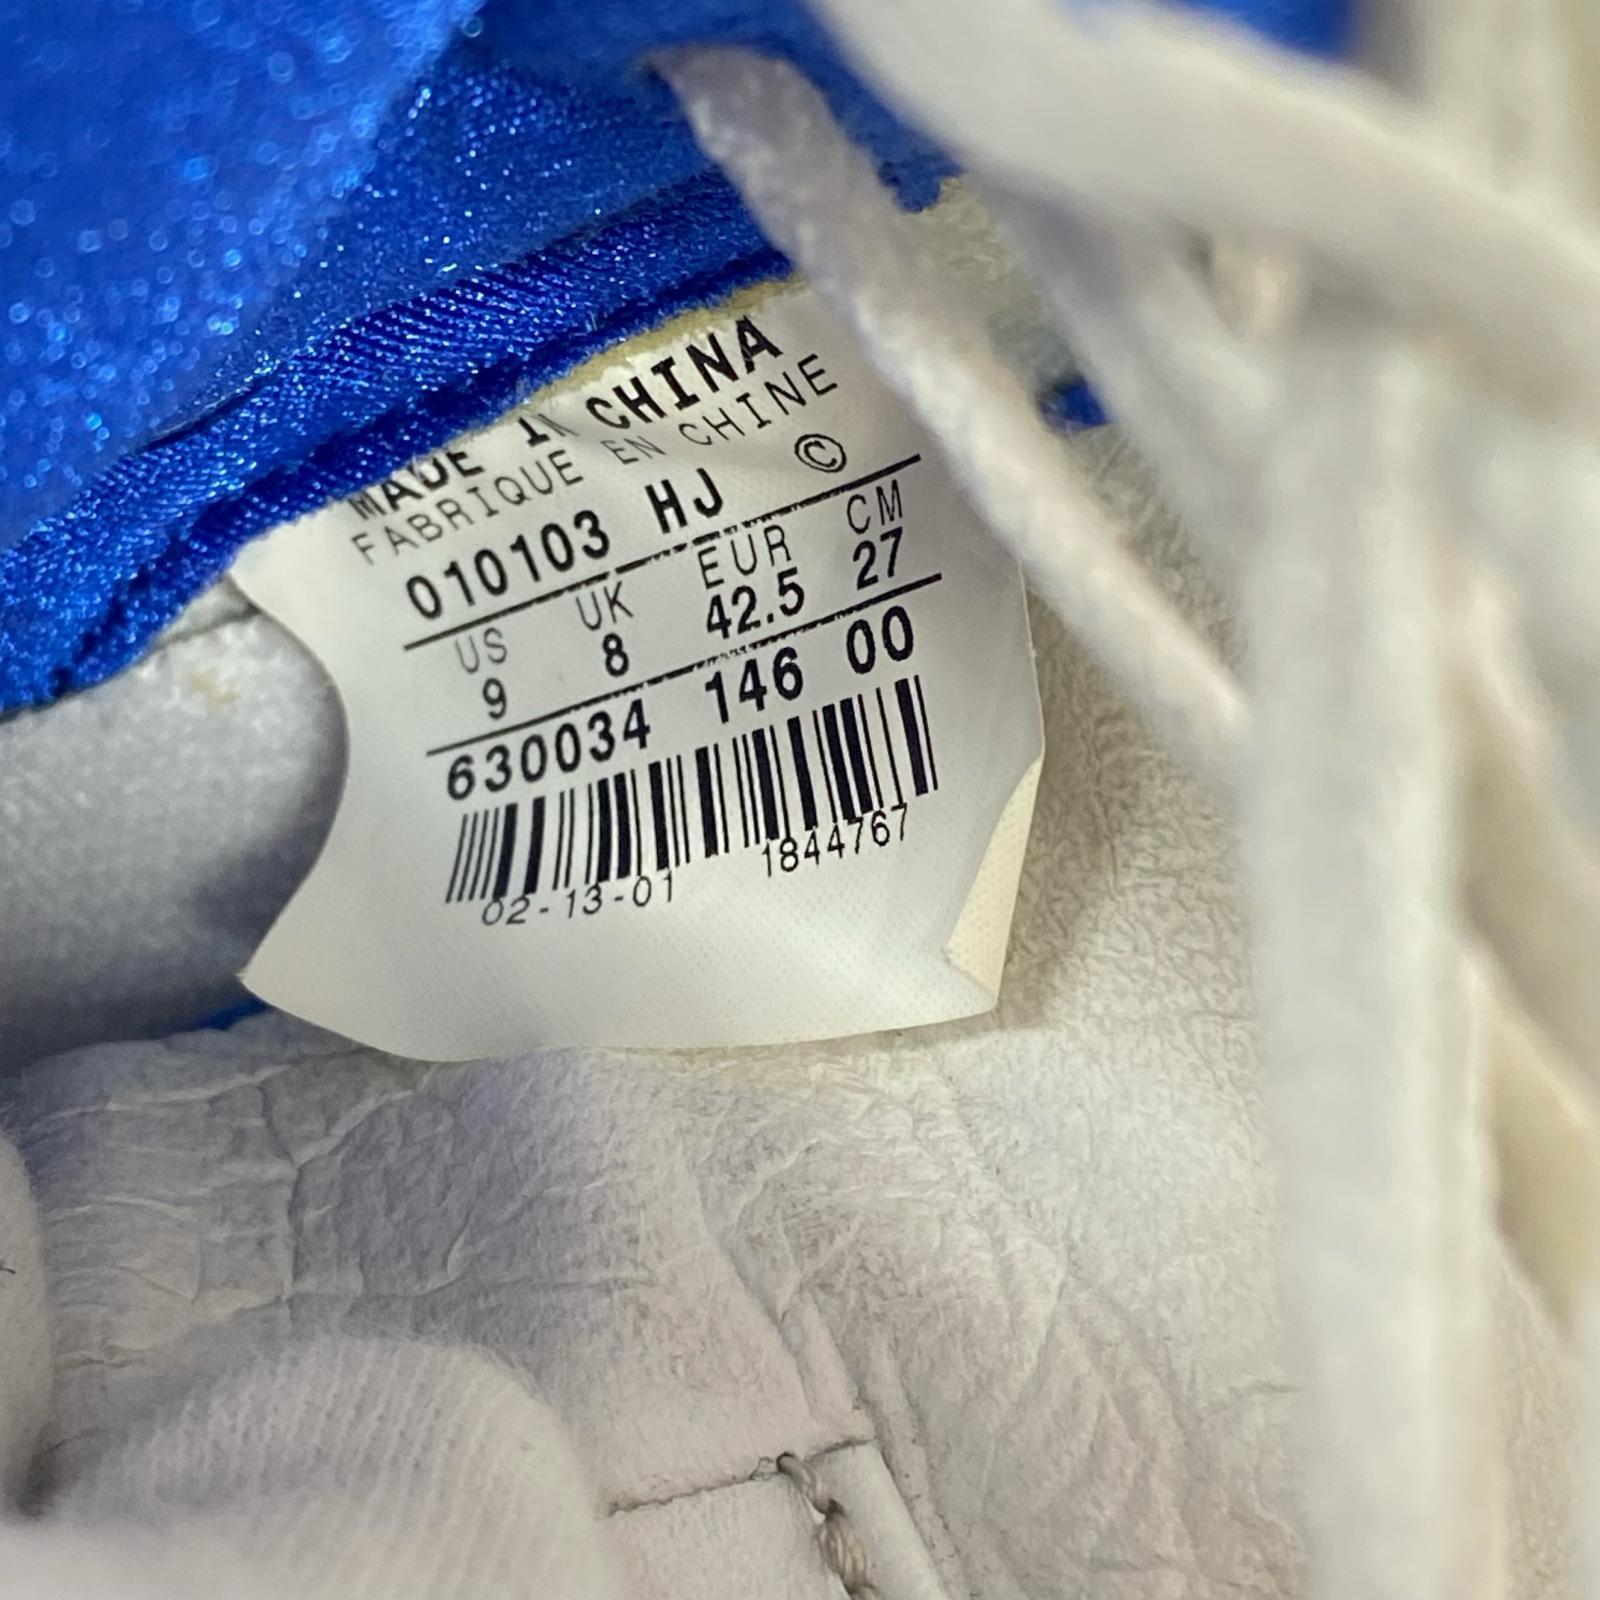 MADE IN CHINA
FABRIQUE EN CHINE
010103 HJ ©
US UK EUR CM
9 8 42.5 27
630034 146 00
02-13-01 1844767